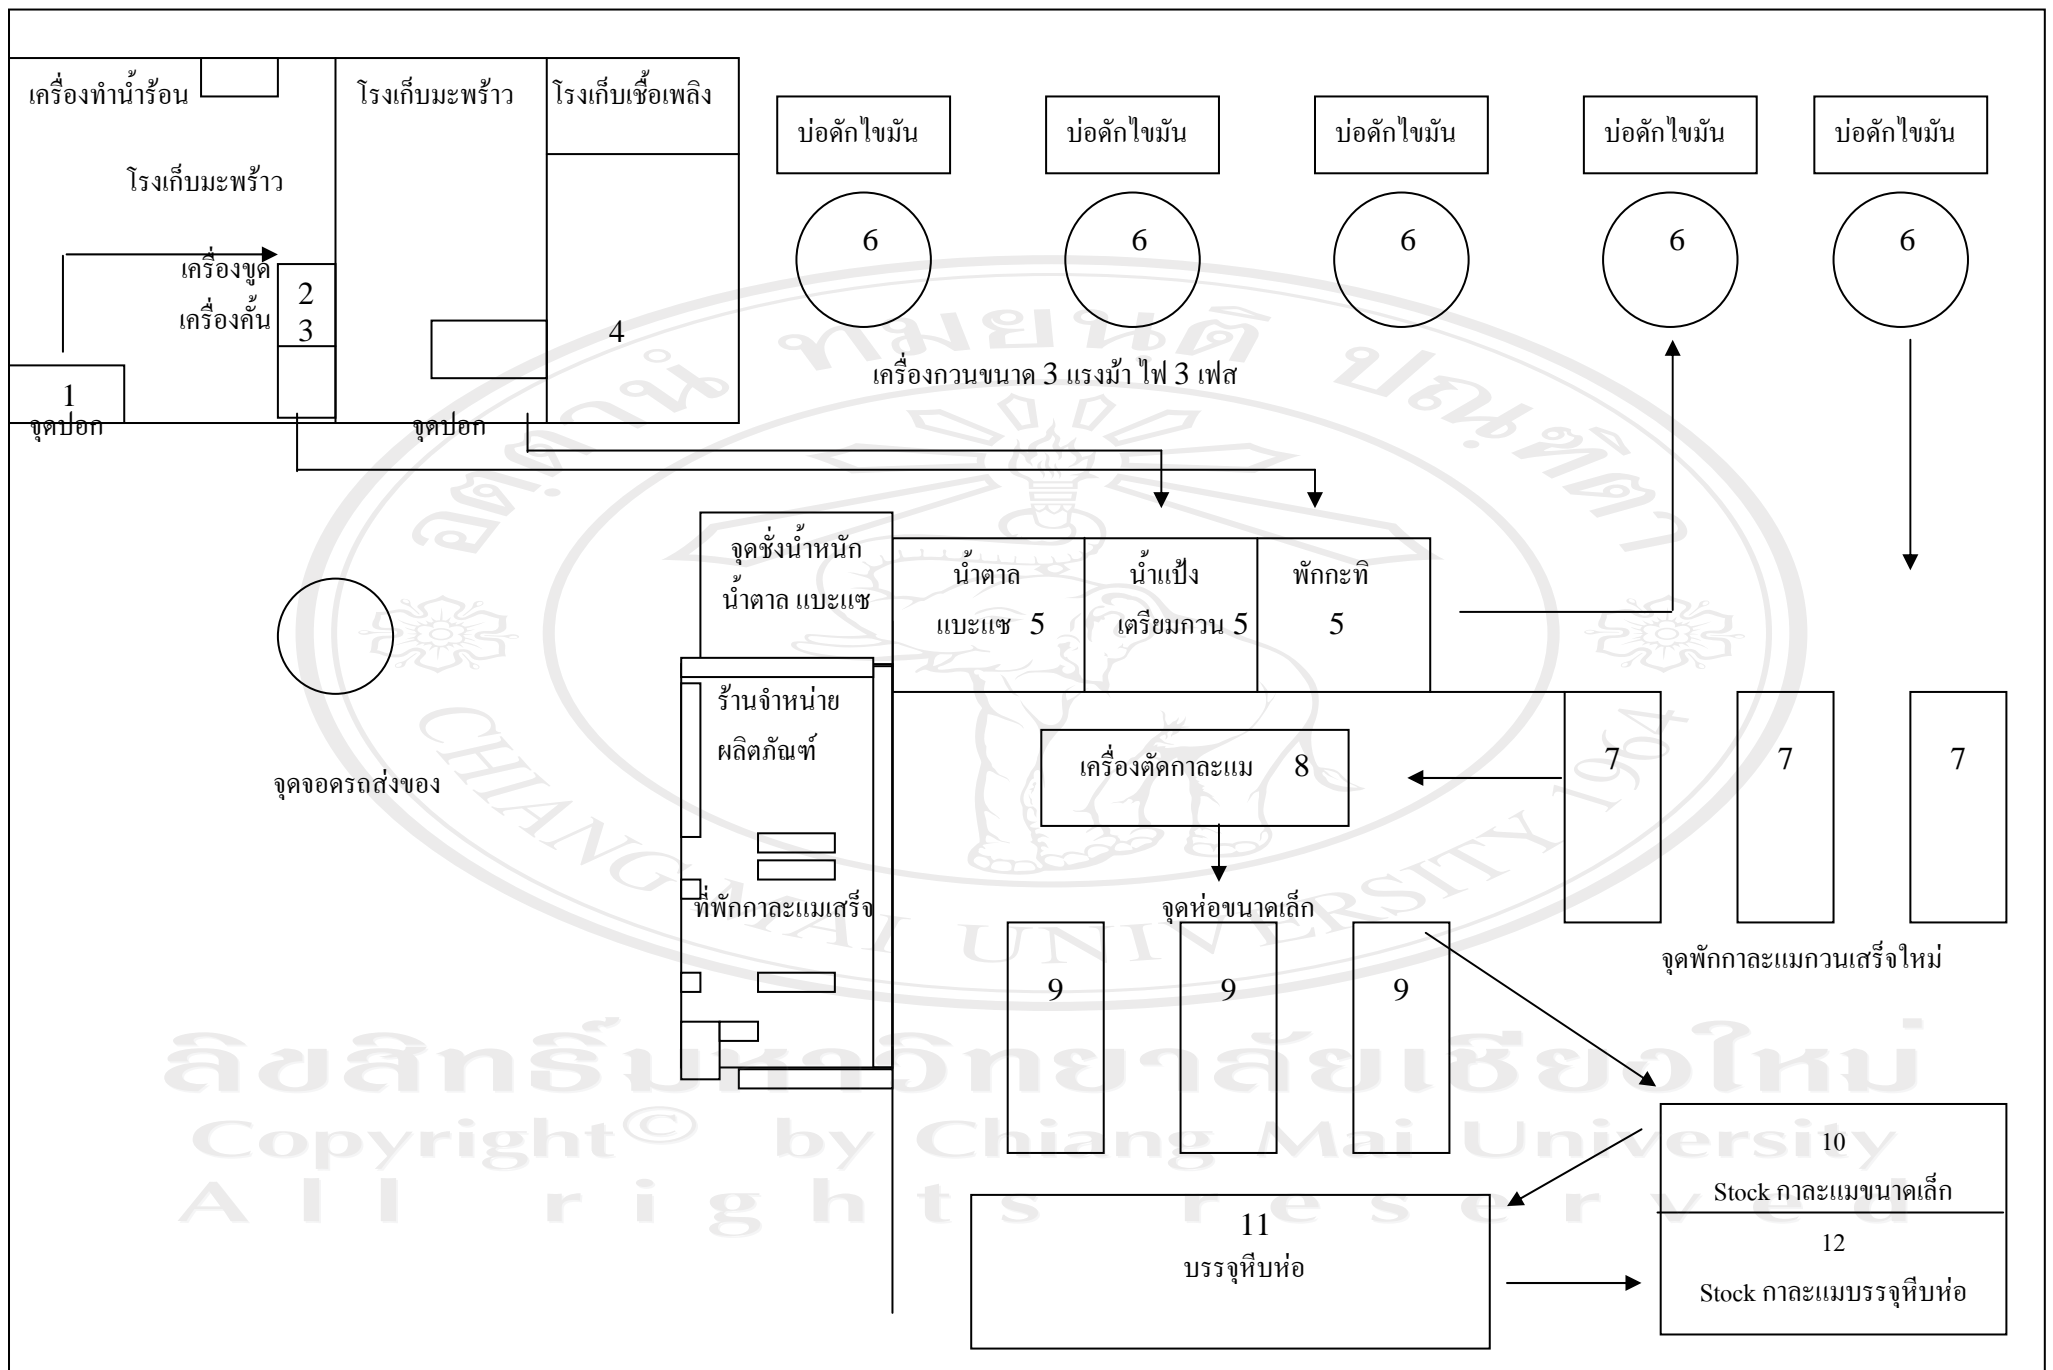 เครื่องทำน้ำร้อน
โรงเก็บมะพร้าว
โรงเก็บเชื้อเพลิง
บ่อดักไขมัน
บ่อดักไขมัน
บ่อดักไขมัน
บ่อดักไขมัน
บ่อดักไขมัน
โรงเก็บมะพร้าว
6
6
6
6
6
เครื่องขูด
2
เครื่องคั้น
3
4
เครื่องกวนขนาด 3 แรงม้า ไฟ 3 เฟส
1
จุดปอก
จุดปอก
จุดชั่งน้ำหนัก
น้ำตาล แบะแซ
น้ำตาล
แบะแซ 5
น้ำแป้ง
เตรียมกวน 5
พักกะทิ
5
ร้านจำหน่าย
ผลิตภัณฑ์
เครื่องตัดกาละแม 8
7
7
7
จุดจอดรถส่งของ
ที่พักกาละแมเสร็จ
จุดห่อขนาดเล็ก
จุดพักกาละแมกวนเสร็จใหม่
9
9
9
10
Stock กาละแมขนาดเล็ก
11
บรรจุหีบห่อ
12
Stock กาละแมบรรจุหีบห่อ
CHIANG MAI UNIVERSITY 1964
ลิขสิทธิ์มหาวิทยาลัยเชียงใหม่
Copyright© by Chiang Mai University
All rights reserved